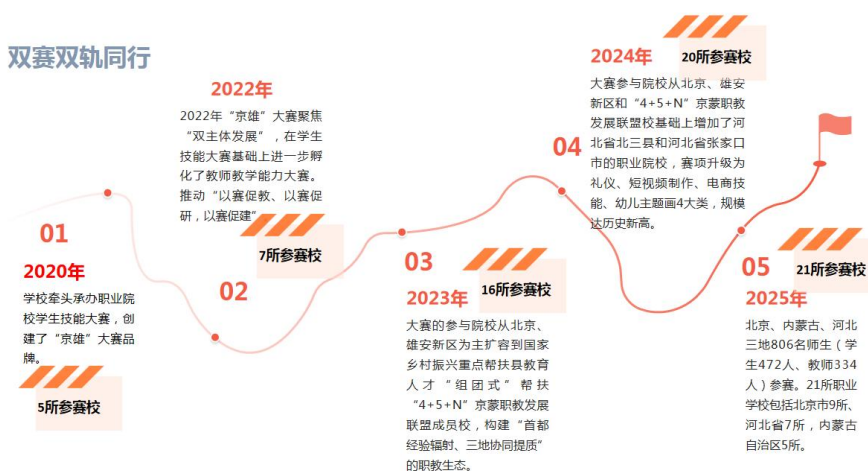 双赛双轨同行
01
2020年
学校牵头承办职业院
校学生技能大赛，创
建了“京雄”大赛品
牌。
5所参赛校
2022年
2022年“京雄”大赛聚焦
“双主体发展”，在学生
技能大赛基础上进一步孵
化了教师教学能力大赛。
推动“以赛促教、以赛促
研，以赛促建”
7所参赛校
02
03
2023年
16所参赛校
大赛的参与院校从北京、
雄安新区为主扩容到国家
乡村振兴重点帮扶县教育
人才“组团式”帮扶
“4+5+N”京蒙职教发展
联盟成员校，构建“首都
经验辐射、三地协同提质”
的职教生态。
04
2024年
20所参赛校
大赛参与院校从北京、雄安
新区和“4+5+N”京蒙职教
发展联盟校基础上增加了河
北省北三县和河北省张家口
市的职业院校，赛项升级为
礼仪、短视频制作、电商技
能、幼儿主题画4大类，规模
达历史新高。
05
2025年
21所参赛校
北京、内蒙古、河北
三地806名师生（学
生472人、教师334
人）参赛。21所职业
学校包括北京市9所、
河北省7所，内蒙古
自治区5所。